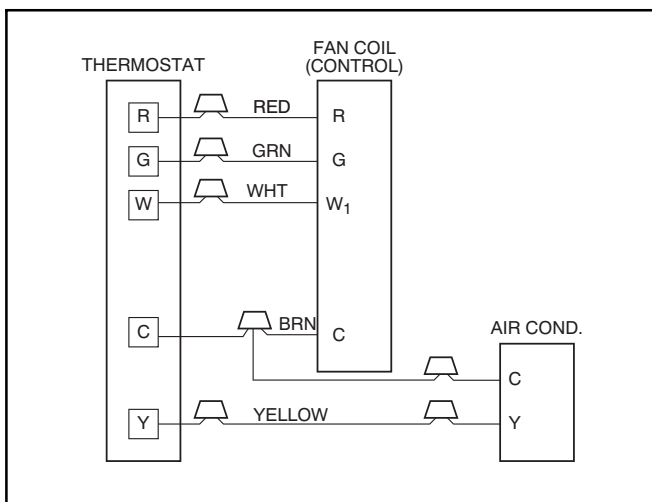 THERMOSTAT
FAN COIL
(CONTROL)
R RED R
G GRN G
W WHT W₁
C BRN C
AIR COND.
C
Y YELLOW Y